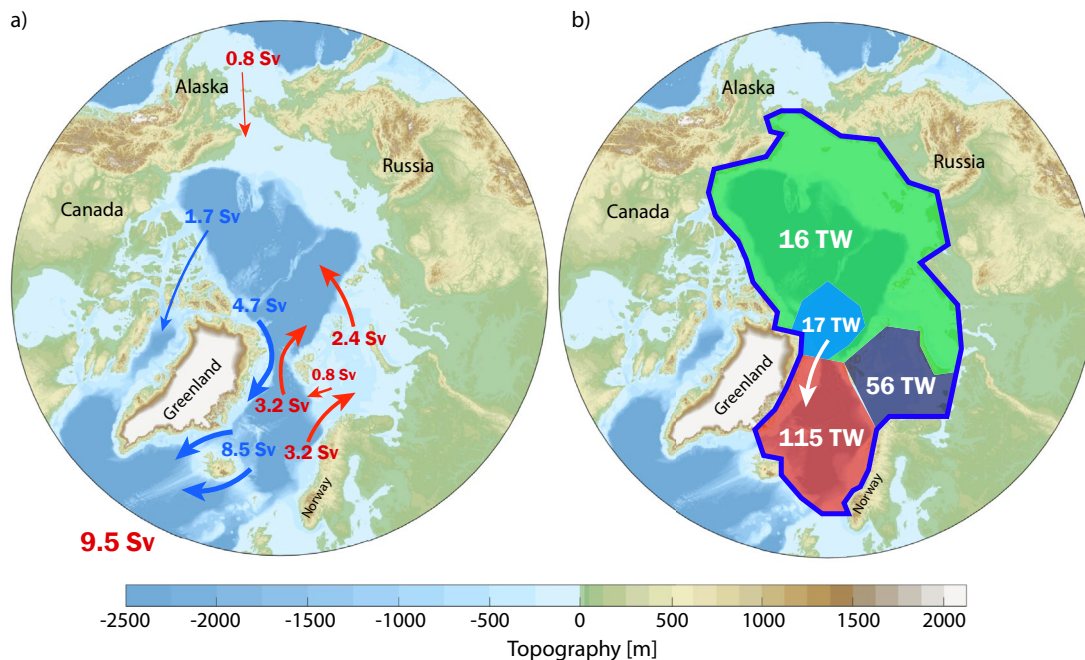 a)
0.8 Sv
Alaska
Russia
Canada
1.7 Sv
4.7 Sv
2.4 Sv
0.8 Sv
Greenland
3.2 Sv
8.5 Sv
3.2 Sv
Norway
9.5 Sv
b)
Alaska
Russia
Canada
16 TW
17 TW
Greenland
56 TW
115 TW
Norway
-2500 -1500 -1000 -500 0 500 1000 1500 2000
Topography [m]